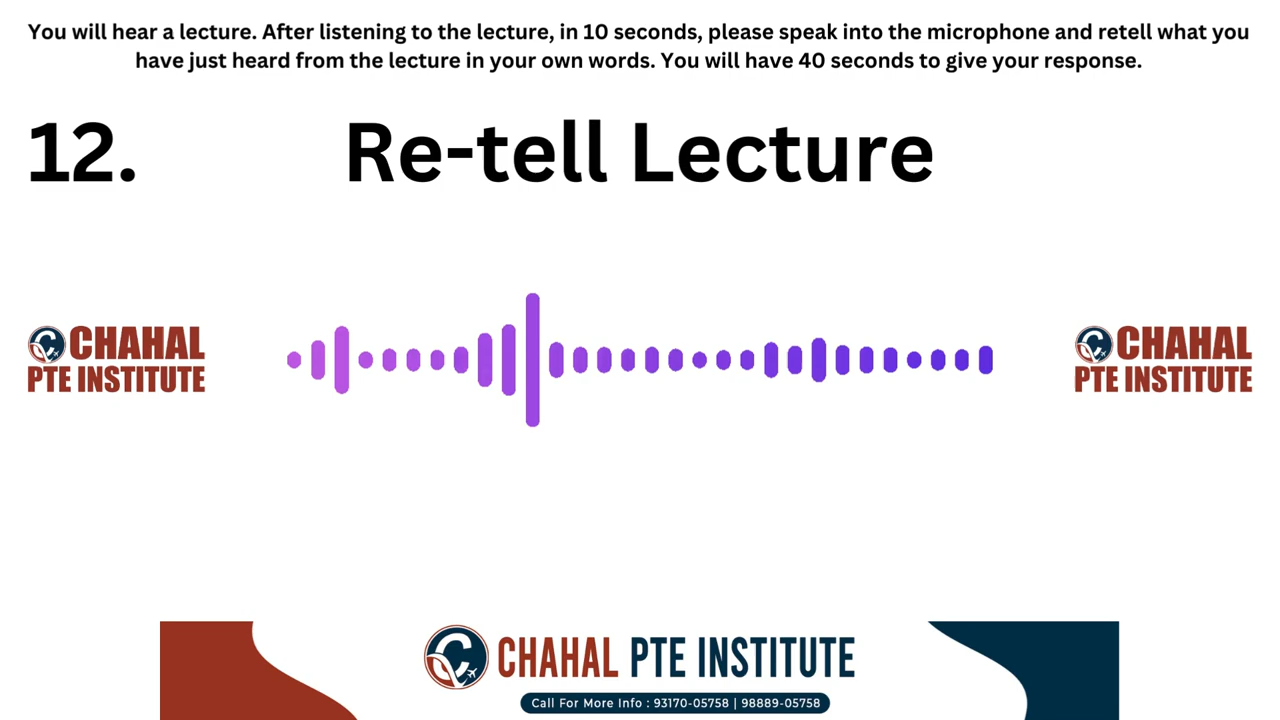 You will hear a lecture. After listening to the lecture, in 10 seconds, please speak into the microphone and retell what you
have just heard from the lecture in your own words. You will have 40 seconds to give your response.
12. Re-tell Lecture
CHAHAL
PTE INSTITUTE
CHAHAL
PTE INSTITUTE
CHAHAL PTE INSTITUTE
Call For More Info : 93170-05758 | 98889-05758